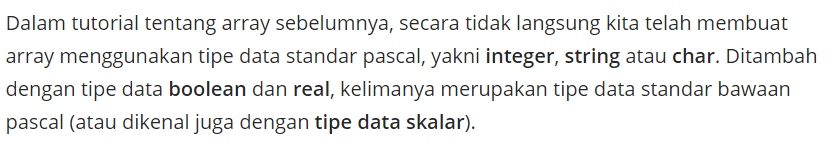 Dalam tutorial tentang array sebelumnya, secara tidak langsung kita telah membuat
array menggunakan tipe data standar pascal, yakni integer, string atau char. Ditambah
dengan tipe data boolean dan real, kelimanya merupakan tipe data standar bawaan
pascal (atau dikenal juga dengan tipe data skalar).